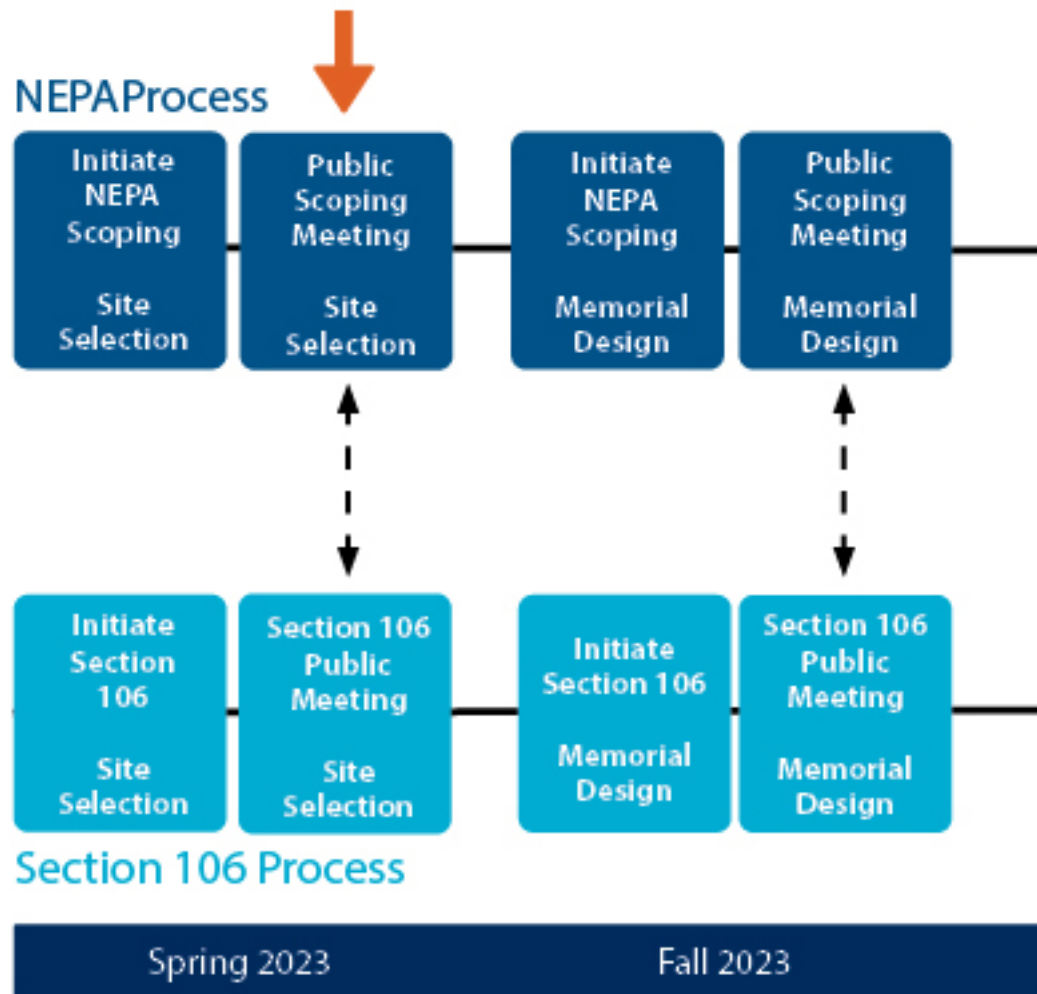 NEPAProcess
Initiate
NEPA
Scoping
Site
Selection
Public
Scoping
Meeting
Site
Selection
Initiate
NEPA
Scoping
Memorial
Design
Public
Scoping
Meeting
Memorial
Design
Initiate
Section
106
Site
Selection
Section 106
Public
Meeting
Site
Selection
Initiate
Section 106
Memorial
Design
Section 106
Public
Meeting
Memorial
Design
Section 106 Process
Spring 2023
Fall 2023